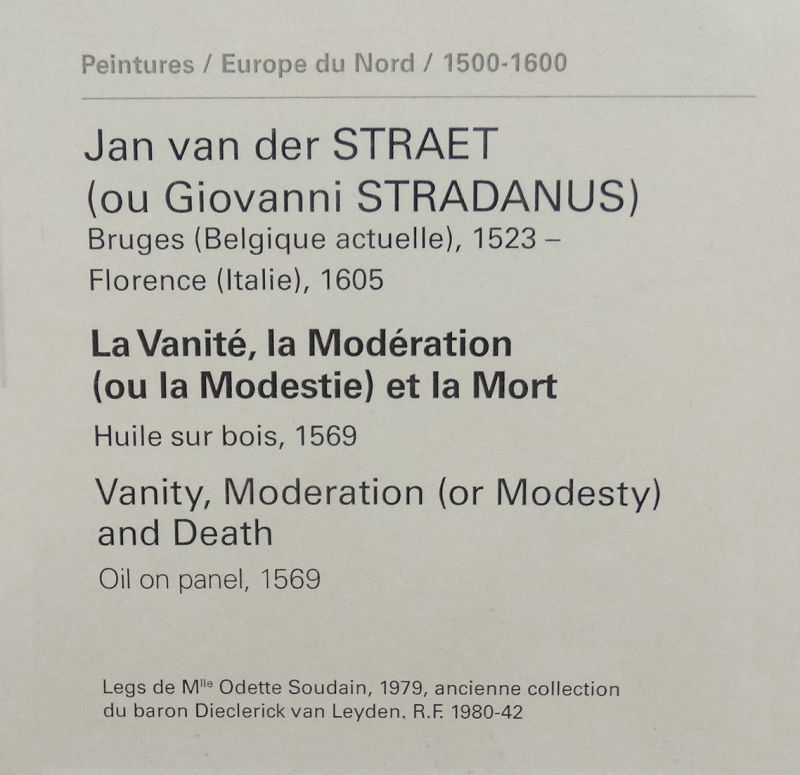 Peintures / Europe du Nord / 1500-1600
Jan van der STRAET
(ou Giovanni STRADANUS)
Bruges (Belgique actuelle), 1523 –
Florence (Italie), 1605
La Vanité, la Modération
(ou la Modestie) et la Mort
Huile sur bois, 1569
Vanity, Moderation (or Modesty)
and Death
Oil on panel, 1569
Legs de Mlle Odette Soudain, 1979, ancienne collection
du baron Dieclerick van Leyden. R.F. 1980-42